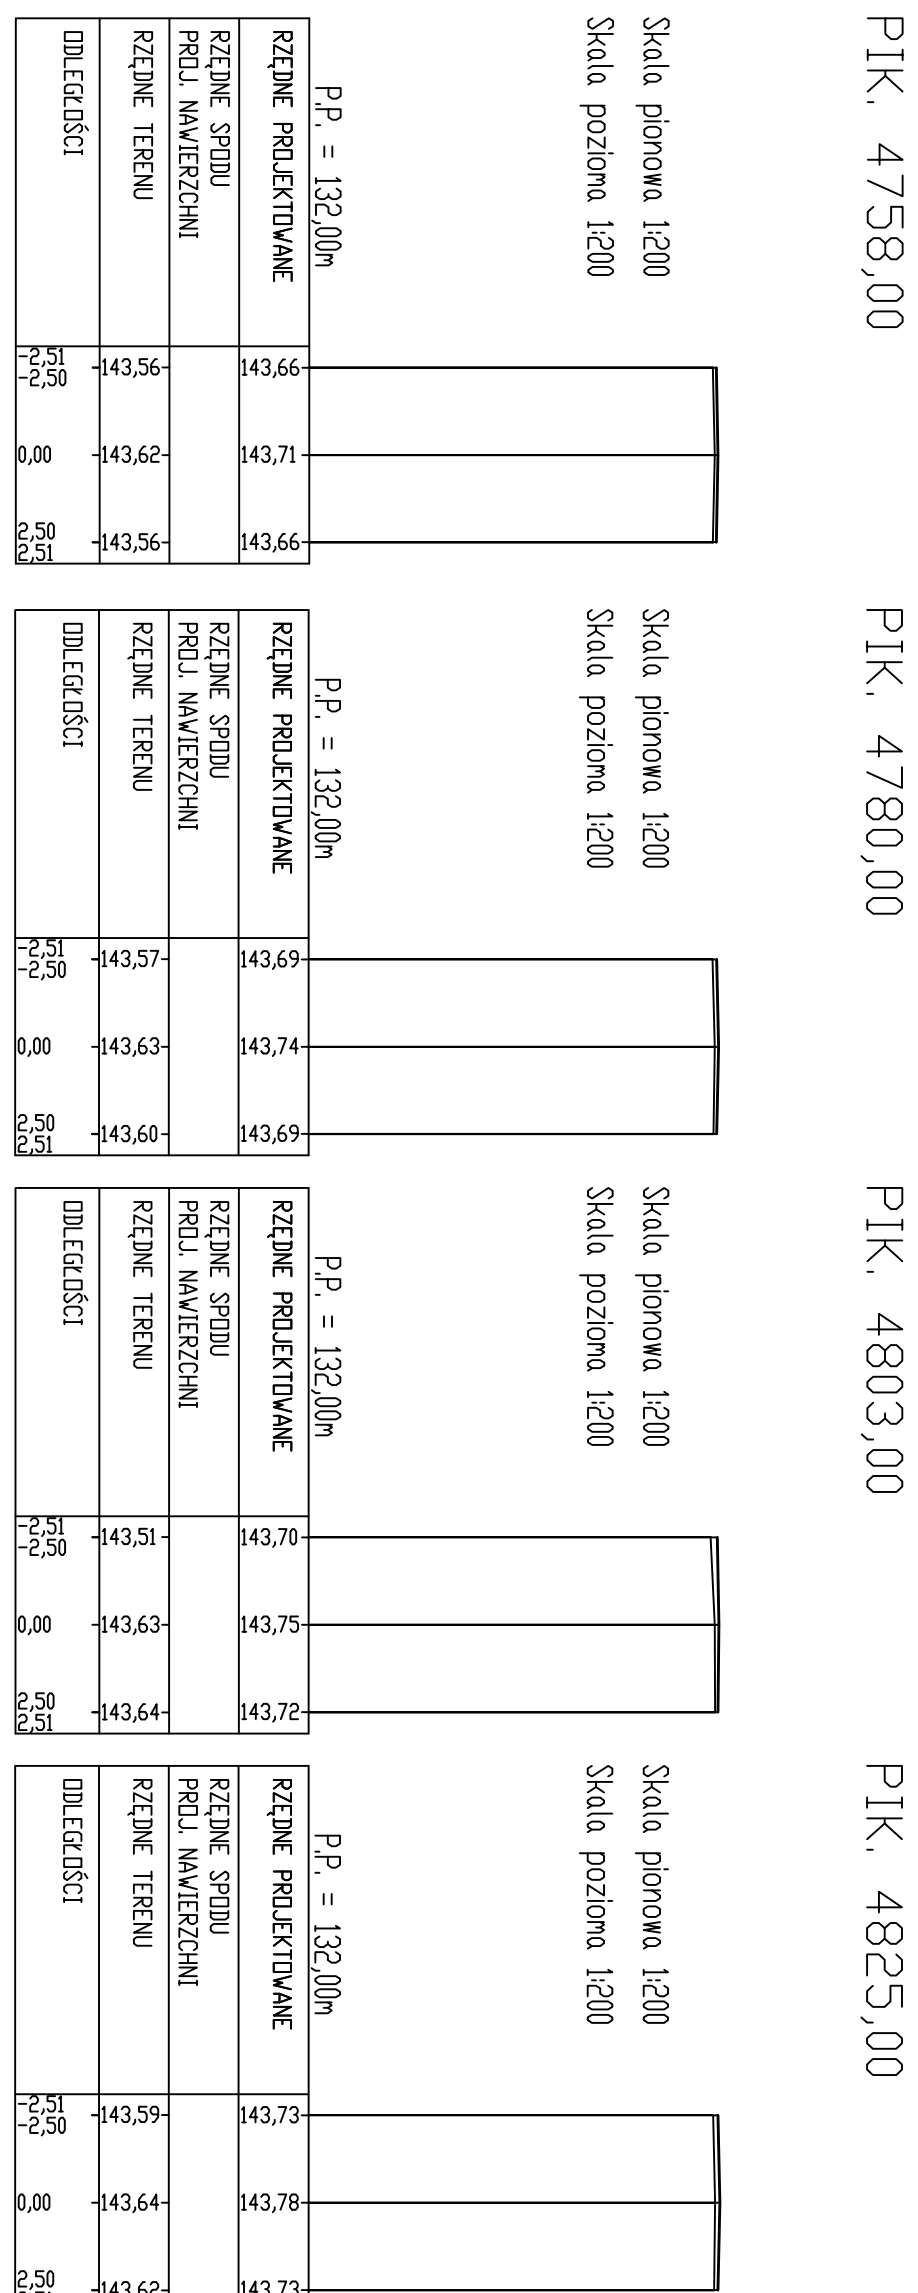 PIK. 4758,00
Skala pionowa 1:200
Skala pozioma 1:200
P.P. = 132,00m
RZĘDNE PROJEKTOWANE
143,66 143,71 143,66
RZĘDNE SPODU
PROJ. NAWIERZCHNI
RZĘDNE TERENU
143,56 143,62 143,56
ODLEGŁOŚCI
-2,51 -2,50 0,00 2,50 2,51
PIK. 4780,00
Skala pionowa 1:200
Skala pozioma 1:200
P.P. = 132,00m
RZĘDNE PROJEKTOWANE
143,69 143,74 143,69
RZĘDNE SPODU
PROJ. NAWIERZCHNI
RZĘDNE TERENU
143,57 143,63 143,60
ODLEGŁOŚCI
-2,51 -2,50 0,00 2,50 2,51
PIK. 4803,00
Skala pionowa 1:200
Skala pozioma 1:200
P.P. = 132,00m
RZĘDNE PROJEKTOWANE
143,70 143,75 143,72
RZĘDNE SPODU
PROJ. NAWIERZCHNI
RZĘDNE TERENU
143,51 143,63 143,64
ODLEGŁOŚCI
-2,51 -2,50 0,00 2,50 2,51
PIK. 4825,00
Skala pionowa 1:200
Skala pozioma 1:200
P.P. = 132,00m
RZĘDNE PROJEKTOWANE
143,73 143,78 143,73
RZĘDNE SPODU
PROJ. NAWIERZCHNI
RZĘDNE TERENU
143,59 143,64 143,62
ODLEGŁOŚCI
-2,51 -2,50 0,00 2,50